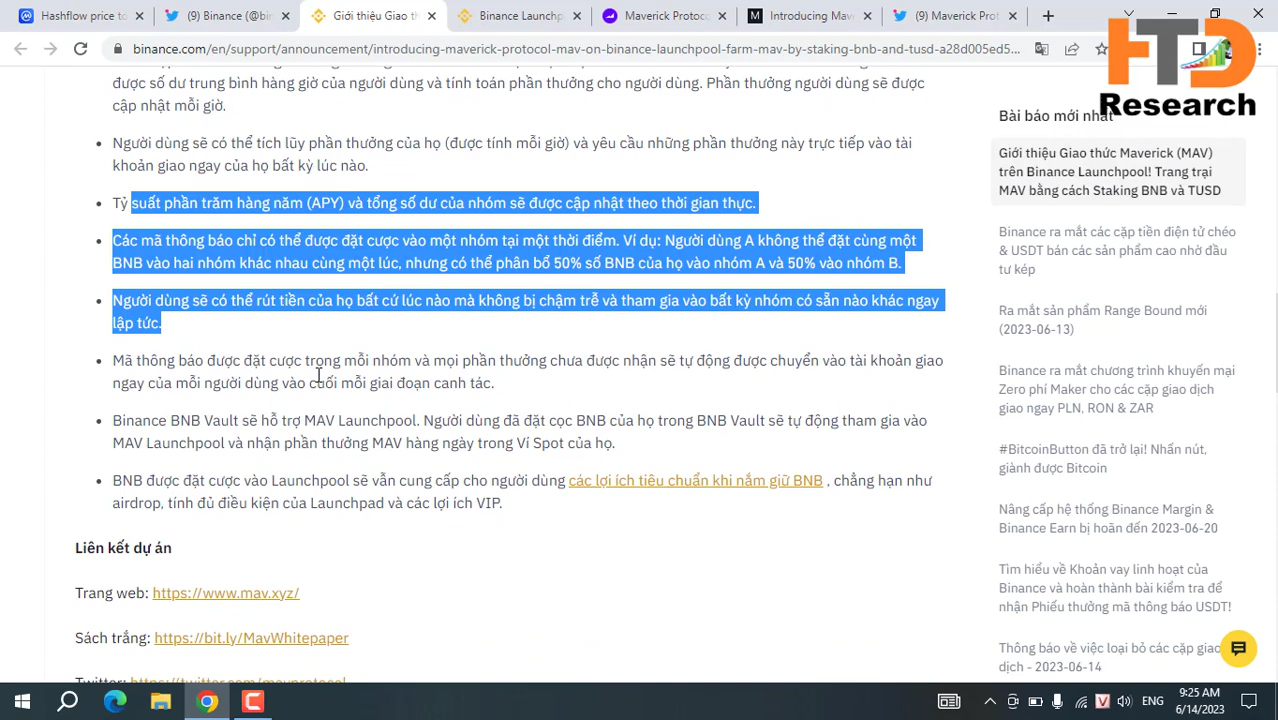 Hashflow price to
(9) Binance (@bin
Giới thiệu Giao th
Binance Launchp
Maverick Protoco
Introducing Mave
(9) Maverick Prot
binance.com/en/support/announcement/introducing-maverick-protocol-mav-on-binance-launchpool-farm-mav-by-staking-bnb-and-tusd-a28d005ed5...
HTD
Research
được số dư trung bình hàng giờ của người dùng và tính toán phần thưởng cho người dùng. Phần thưởng người dùng sẽ được
cập nhật mỗi giờ.
• Người dùng sẽ có thể tích lũy phần thưởng của họ (được tính mỗi giờ) và yêu cầu những phần thưởng này trực tiếp vào tài
khoản giao ngay của họ bất kỳ lúc nào.
• Tỷ suất phần trăm hàng năm (APY) và tổng số dư của nhóm sẽ được cập nhật theo thời gian thực.
• Các mã thông báo chỉ có thể được đặt cược vào một nhóm tại một thời điểm. Ví dụ: Người dùng A không thể đặt cùng một
BNB vào hai nhóm khác nhau cùng một lúc, nhưng có thể phân bổ 50% số BNB của họ vào nhóm A và 50% vào nhóm B.
• Người dùng sẽ có thể rút tiền của họ bất cứ lúc nào mà không bị chậm trễ và tham gia vào bất kỳ nhóm có sẵn nào khác ngay
lập tức.
• Mã thông báo được đặt cược trong mỗi nhóm và mọi phần thưởng chưa được nhận sẽ tự động được chuyển vào tài khoản giao
ngay của mỗi người dùng vào cuối mỗi giai đoạn canh tác.
• Binance BNB Vault sẽ hỗ trợ MAV Launchpool. Người dùng đã đặt cọc BNB của họ trong BNB Vault sẽ tự động tham gia vào
MAV Launchpool và nhận phần thưởng MAV hàng ngày trong Ví Spot của họ.
• BNB được đặt cược vào Launchpool sẽ vẫn cung cấp cho người dùng các lợi ích tiêu chuẩn khi nắm giữ BNB , chẳng hạn như
airdrop, tính đủ điều kiện của Launchpad và các lợi ích VIP.
Liên kết dự án
Trang web: https://www.mav.xyz/
Sách trắng: https://bit.ly/MavWhitepaper
Twitter: https://twitter.com/mavprotocol
Bài báo mới nhất
Giới thiệu Giao thức Maverick (MAV)
trên Binance Launchpool! Trang trại
MAV bằng cách Staking BNB và TUSD
Binance ra mắt các cặp tiền điện tử chéo
& USDT bán các sản phẩm cao nhớ đầu
tư kép
Ra mắt sản phẩm Range Bound mới
(2023-06-13)
Binance ra mắt chương trình khuyến mại
Zero phí Maker cho các cặp giao dịch
giao ngay PLN, RON & ZAR
#BitcoinButton đã trở lại! Nhấn nút,
giành được Bitcoin
Nâng cấp hệ thống Binance Margin &
Binance Earn bị hoãn đến 2023-06-20
Tìm hiểu về Khoản vay linh hoạt của
Binance và hoàn thành bài kiểm tra để
nhận Phiếu thưởng mã thông báo USDT!
Thông báo về việc loại bỏ các cặp giao
dịch - 2023-06-14
ENG
9:25 AM
6/14/2023